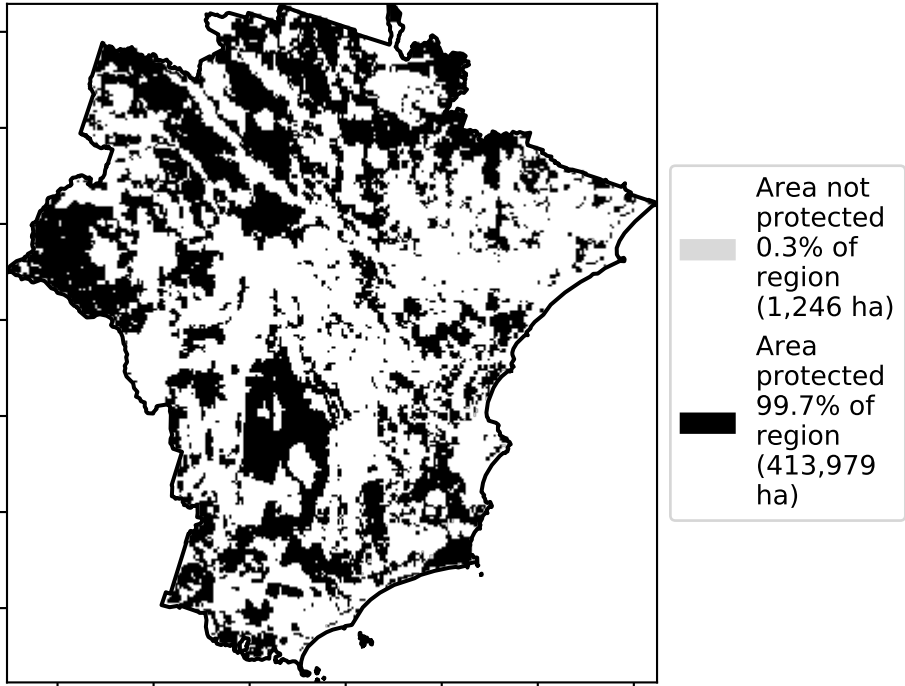 Area not
protected
0.3% of
region
(1,246 ha)
Area
protected
99.7% of
region
(413,979
ha)